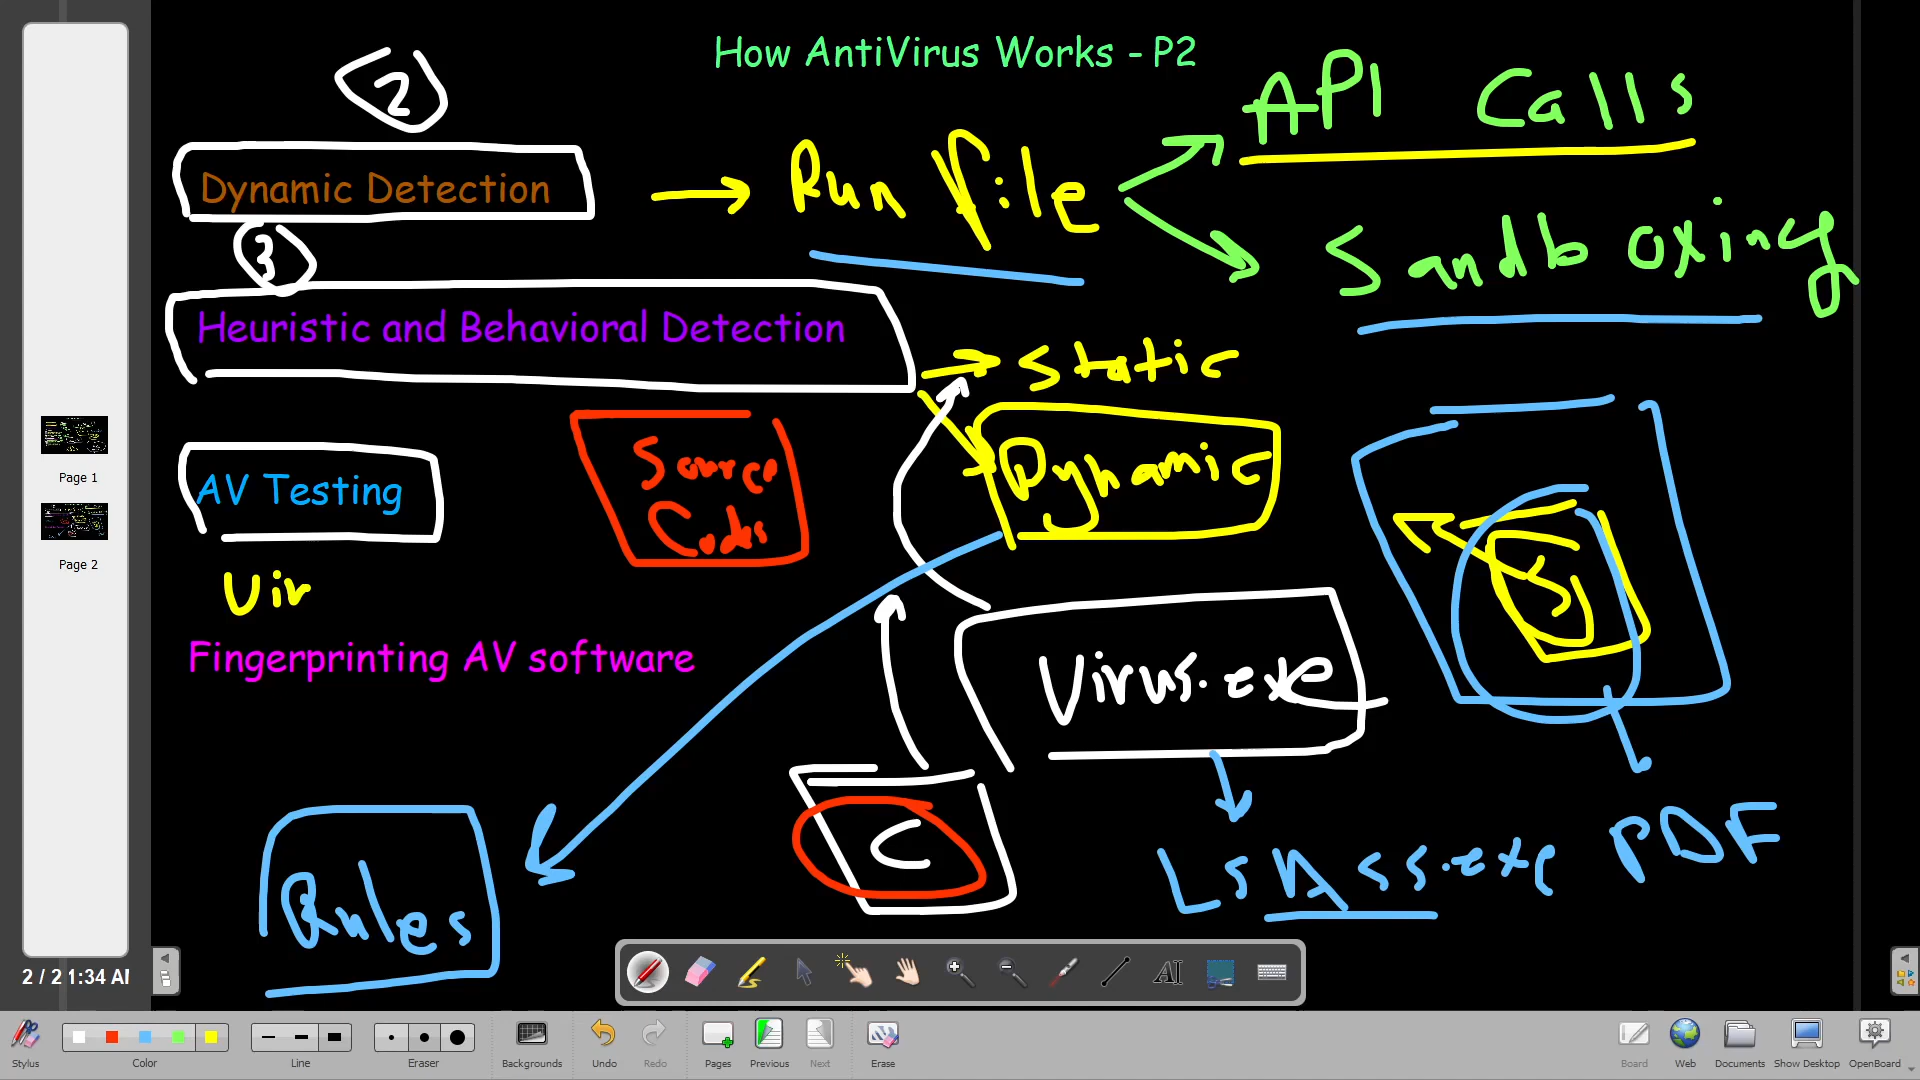 How AntiVirus Works - P2
2
API Calls
Dynamic Detection
Run file
Sandboxing
3
Heuristic and Behavioral Detection
Static
Dynamic
AV Testing
Source
Code
Vir
Fingerprinting AV software
Virus.exe
C
LsAss.exe
PDF
Rules
Page 1
Page 2
2 / 2
1:34 AM
Stylus
Color
Line
Eraser
Backgrounds
Undo
Redo
Pages
Previous
Next
Erase
Board
Web
Documents
Show Desktop
OpenBoard